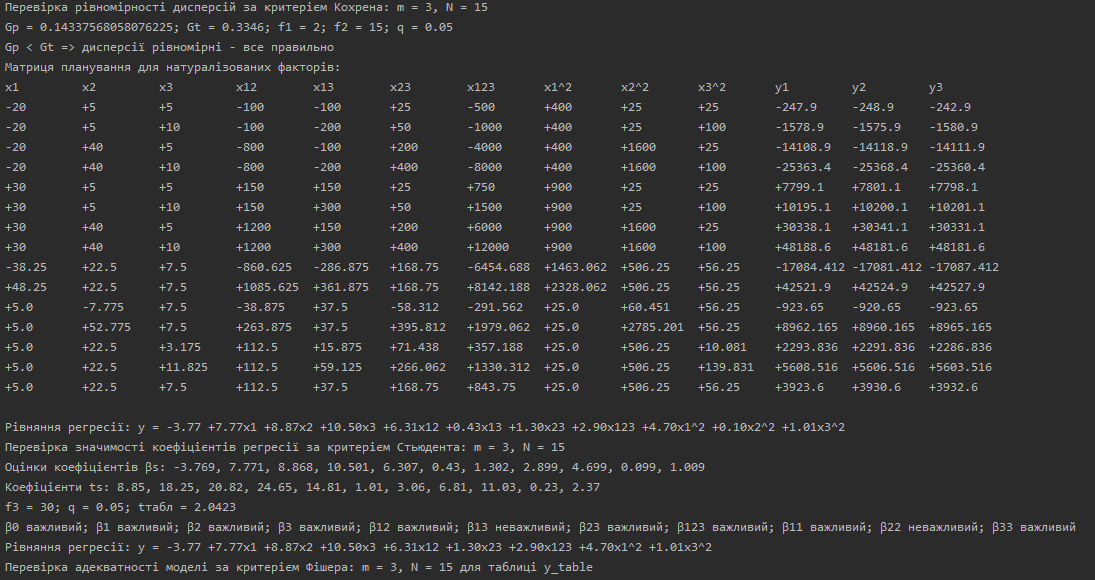 Перевірка рівномірності дисперсій за критерієм Кохрена: m = 3, N = 15
Gp = 0.14337568058076225; Gt = 0.3346; f1 = 2; f2 = 15; q = 0.05
Gp < Gt => дисперсії рівномірні - все правильно
Матриця планування для натуралізованих факторів:
x1 x2 x3 x12 x13 x23 x123 x1^2 x2^2 x3^2 y1 y2 y3
-20 +5 +5 -100 -100 +25 -500 +400 +25 +25 -247.9 -248.9 -242.9
-20 +5 +10 -100 -200 +50 -1000 +400 +25 +100 -1578.9 -1575.9 -1580.9
-20 +40 +5 -800 -100 +200 -4000 +400 +1600 +25 -14108.9 -14118.9 -14111.9
-20 +40 +10 -800 -200 +400 -8000 +400 +1600 +100 -25363.4 -25368.4 -25360.4
+30 +5 +5 +150 +150 +25 +750 +900 +25 +25 +7799.1 +7801.1 +7798.1
+30 +5 +10 +150 +300 +50 +1500 +900 +25 +100 +10195.1 +10200.1 +10201.1
+30 +40 +5 +1200 +150 +200 +6000 +900 +1600 +25 +30338.1 +30341.1 +30331.1
+30 +40 +10 +1200 +300 +400 +12000 +900 +1600 +100 +48188.6 +48181.6 +48181.6
-38.25 +22.5 +7.5 -860.625 -286.875 +168.75 -6454.688 +1463.062 +506.25 +56.25 -17084.412 -17081.412 -17087.412
+48.25 +22.5 +7.5 +1085.625 +361.875 +168.75 +8142.188 +2328.062 +506.25 +56.25 +42521.9 +42524.9 +42527.9
+5.0 -7.775 +7.5 -38.875 +37.5 -58.312 -291.562 +25.0 +60.451 +56.25 -923.65 -920.65 -923.65
+5.0 +52.775 +7.5 +263.875 +37.5 +395.812 +1979.062 +25.0 +2785.201 +56.25 +8962.165 +8960.165 +8965.165
+5.0 +22.5 +3.175 +112.5 +15.875 +71.438 +357.188 +25.0 +506.25 +10.081 +2293.836 +2291.836 +2286.836
+5.0 +22.5 +11.825 +112.5 +59.125 +266.062 +1330.312 +25.0 +506.25 +139.831 +5608.516 +5606.516 +5603.516
+5.0 +22.5 +7.5 +112.5 +37.5 +168.75 +843.75 +25.0 +506.25 +56.25 +3923.6 +3930.6 +3932.6
Рівняння регресії: y = -3.77 +7.77x1 +8.87x2 +10.50x3 +6.31x12 +0.43x13 +1.30x23 +2.90x123 +4.70x1^2 +0.10x2^2 +1.01x3^2
Перевірка значимості коефіцієнтів регресії за критерієм Стьюдента: m = 3, N = 15
Оцінки коефіцієнтів βs: -3.769, 7.771, 8.868, 10.501, 6.307, 0.43, 1.302, 2.899, 4.699, 0.099, 1.009
Коефіцієнти ts: 8.85, 18.25, 20.82, 24.65, 14.81, 1.01, 3.06, 6.81, 11.03, 0.23, 2.37
f3 = 30; q = 0.05; tтабл = 2.0423
β0 важливий; β1 важливий; β2 важливий; β3 важливий; β12 важливий; β13 неважливий; β23 важливий; β123 важливий; β11 важливий; β22 неважливий; β33 важливий
Рівняння регресії: y = -3.77 +7.77x1 +8.87x2 +10.50x3 +6.31x12 +1.30x23 +2.90x123 +4.70x1^2 +1.01x3^2
Перевірка адекватності моделі за критерієм Фішера: m = 3, N = 15 для таблиці y_table